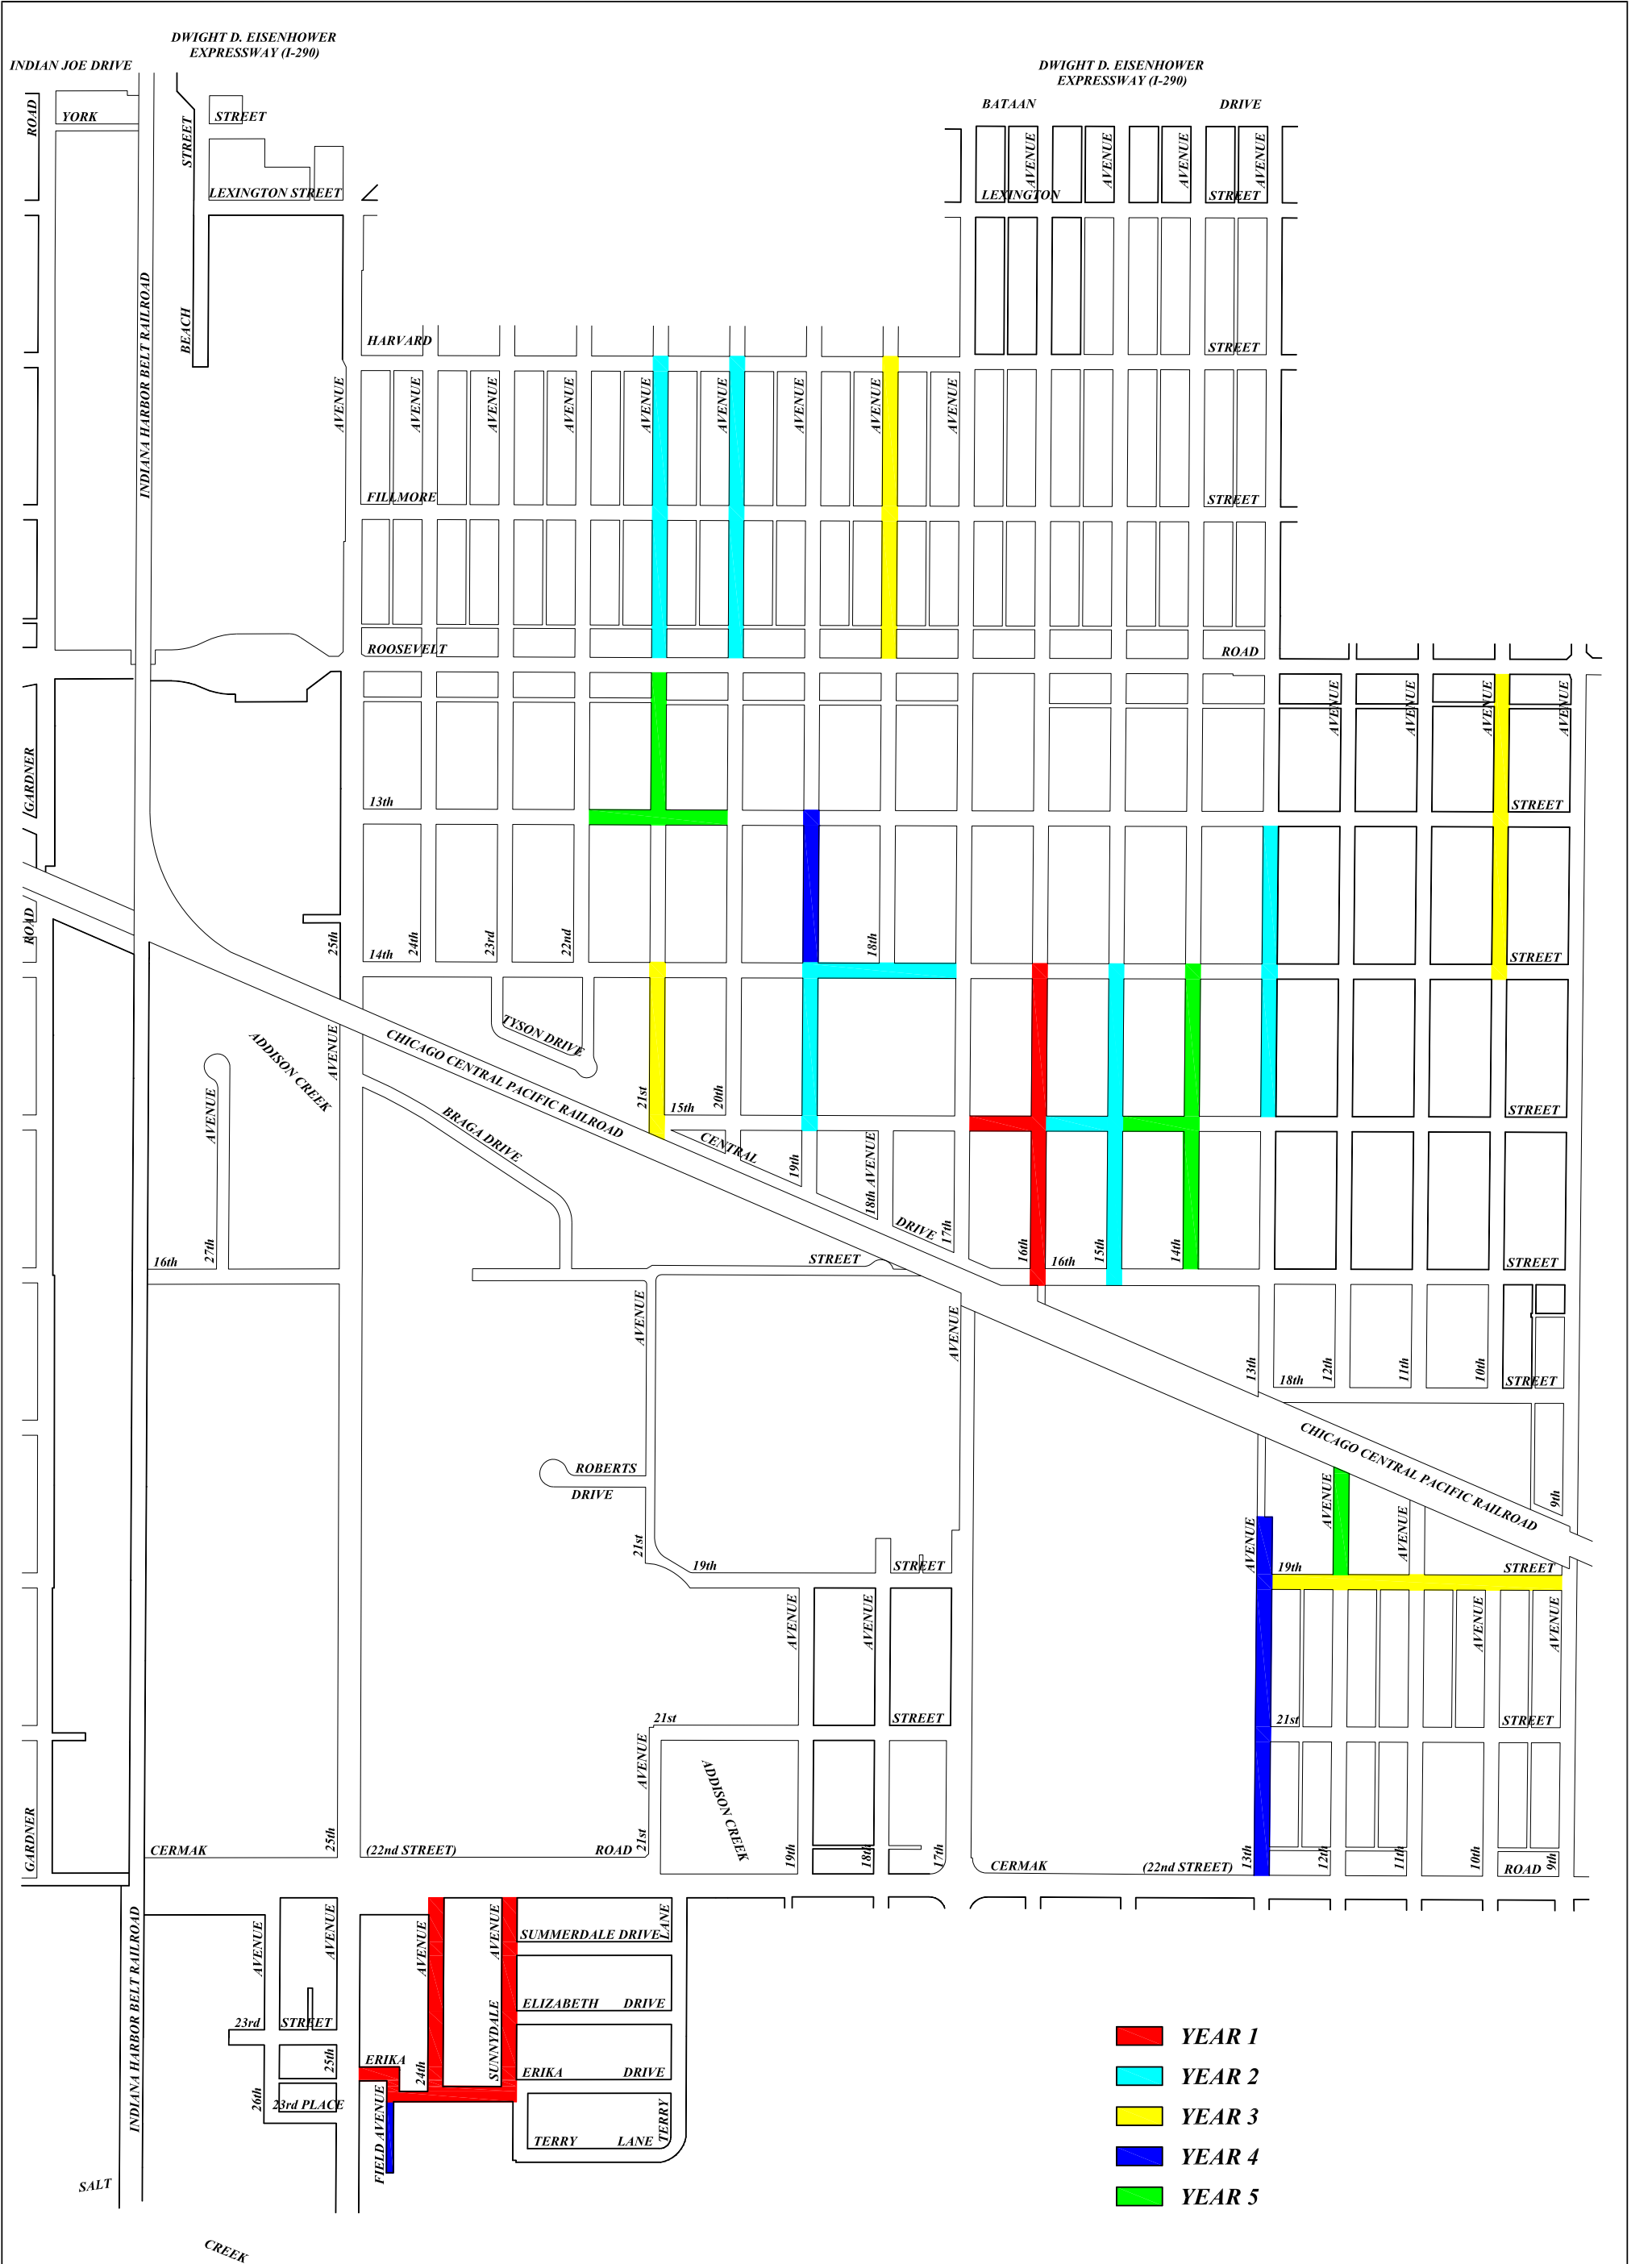 DWIGHT D. EISENHOWER
EXPRESSWAY (I-290)
INDIAN JOE DRIVE
DWIGHT D. EISENHOWER
EXPRESSWAY (I-290)
BATAAN
DRIVE
ROAD
YORK
STREET
STREET
AVENUE
AVENUE
AVENUE
AVENUE
LEXINGTON STREET
LEXINGTON
STREET
INDIANA HARBOR BELT RAILROAD
BEACH
HARVARD
STREET
AVENUE
AVENUE
AVENUE
AVENUE
AVENUE
AVENUE
AVENUE
AVENUE
AVENUE
FILLMORE
STREET
ROOSEVELT
ROAD
AVENUE
AVENUE
AVENUE
AVENUE
GARDNER
13th
STREET
ROAD
25th
14th
24th
23rd
22nd
18th
STREET
ADDISON CREEK
AVENUE
TYSON DRIVE
CHICAGO CENTRAL PACIFIC RAILROAD
21st
15th
20th
STREET
AVENUE
BRAGA DRIVE
CENTRAL
19th
18th AVENUE
DRIVE
17th
16th
27th
STREET
16th
16th
15th
14th
STREET
AVENUE
AVENUE
13th
18th
12th
11th
10th
STREET
CHICAGO CENTRAL PACIFIC RAILROAD
ROBERTS
DRIVE
AVENUE
AVENUE
9th
21st
19th
STREET
AVENUE
19th
STREET
AVENUE
AVENUE
AVENUE
AVENUE
21st
STREET
21st
STREET
AVENUE
ADDISON CREEK
GARDNER
CERMAK
25th
(22nd STREET)
ROAD
21st
19th
18th
17th
CERMAK
(22nd STREET)
13th
12th
11th
10th
ROAD
9th
INDIANA HARBOR BELT RAILROAD
AVENUE
AVENUE
AVENUE
AVENUE
SUMMERDALE DRIVE
LANE
ELIZABETH
DRIVE
23rd
STREET
SUNNYDALE
25th
ERIKA
24th
ERIKA
DRIVE
26th
23rd PLACE
FIELD AVENUE
TERRY
LANE
TERRY
SALT
CREEK
YEAR 1
YEAR 2
YEAR 3
YEAR 4
YEAR 5